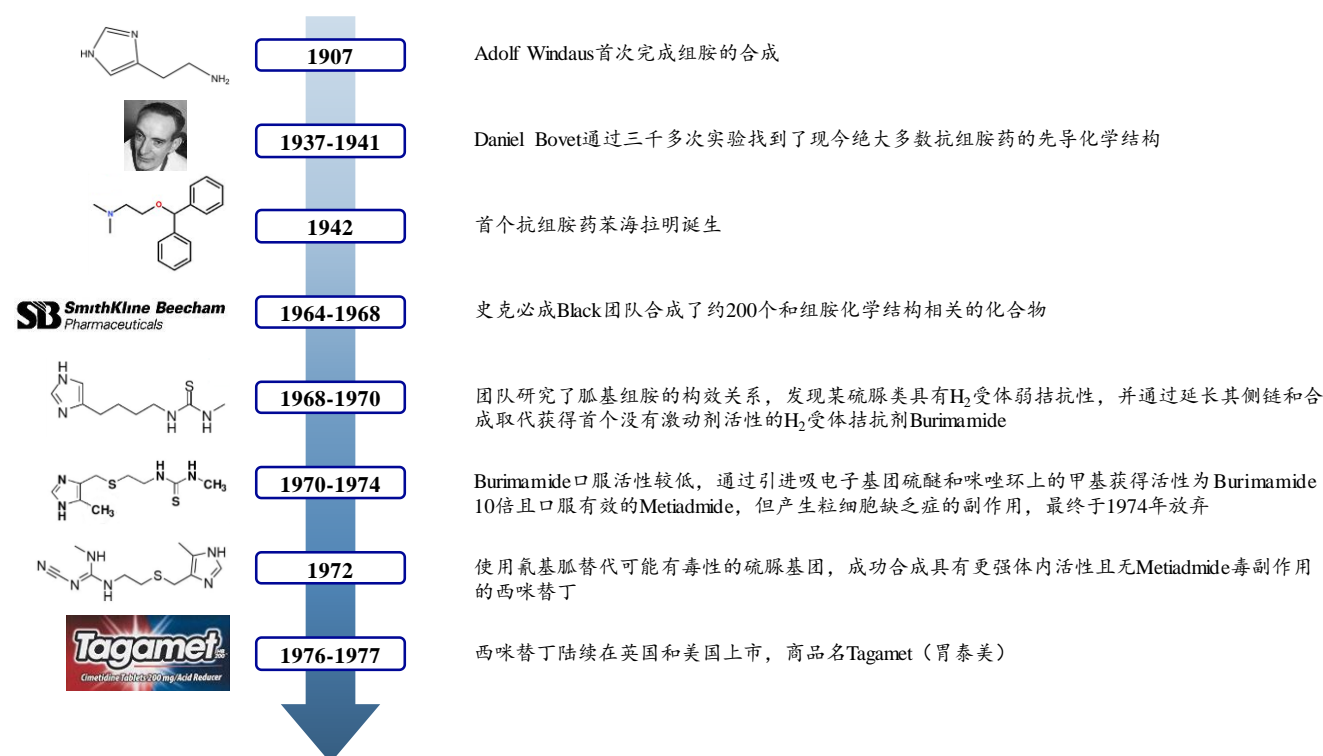 1907
Adolf Windaus首次完成组胺的合成
HN
N
NH2
1937-1941
Daniel Bovet通过三千多次实验找到了现今绝大多数抗组胺药的先导化学结构
N
O
1942
首个抗组胺药苯海拉明诞生
SB SmithKline Beecham
Pharmaceuticals
1964-1968
史克必成Black团队合成了约200个和组胺化学结构相关的化合物
H
N
N
S
N
H
N
H
1968-1970
团队研究了胍基组胺的构效关系，发现某硫脲类具有H2受体弱拮抗性，并通过延长其侧链和合
成取代获得首个没有激动剂活性的H2受体拮抗剂Burimamide
N
N
H
CH3
S
H
N
S
H
N
CH3
1970-1974
Burimamide口服活性较低，通过引进吸电子基团硫醚和咪唑环上的甲基获得活性为Burimamide
10倍且口服有效的Metiadmide，但产生粒细胞缺乏症的副作用，最终于1974年放弃
N
N
NH
N
H
S
NH
N
1972
使用氰基胍替代可能有毒性的硫脲基团，成功合成具有更强体内活性且无Metiadmide毒副作用
的西咪替丁
Tagamet HB 200
Cimetidine Tablets 200 mg/Acid Reducer
1976-1977
西咪替丁陆续在英国和美国上市，商品名Tagamet（胃泰美）